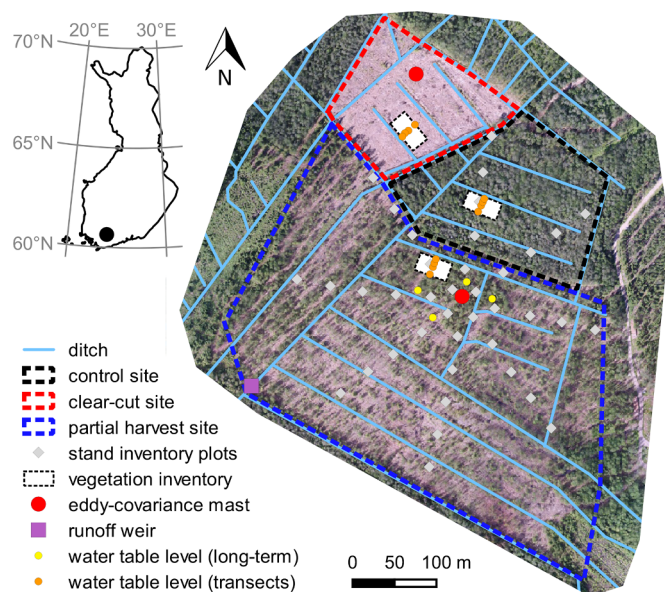 20°E 30°E
70°N
65°N
60°N
N
ditch
control site
clear-cut site
partial harvest site
stand inventory plots
vegetation inventory
eddy-covariance mast
runoff weir
water table level (long-term)
water table level (transects)
0 50 100 m